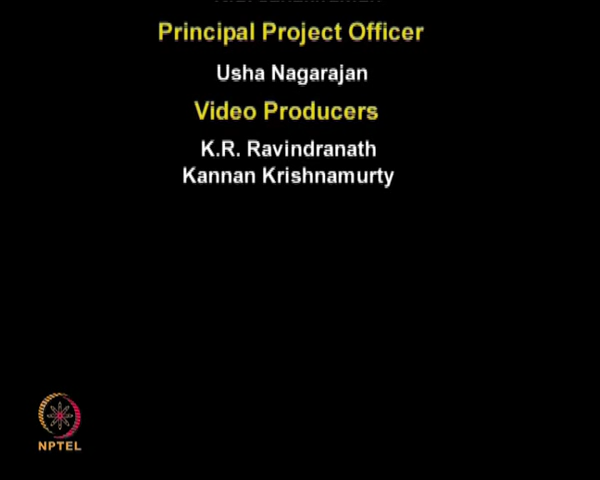 Principal Project Officer
Usha Nagarajan
Video Producers
K.R. Ravindranath
Kannan Krishnamurty
NPTEL